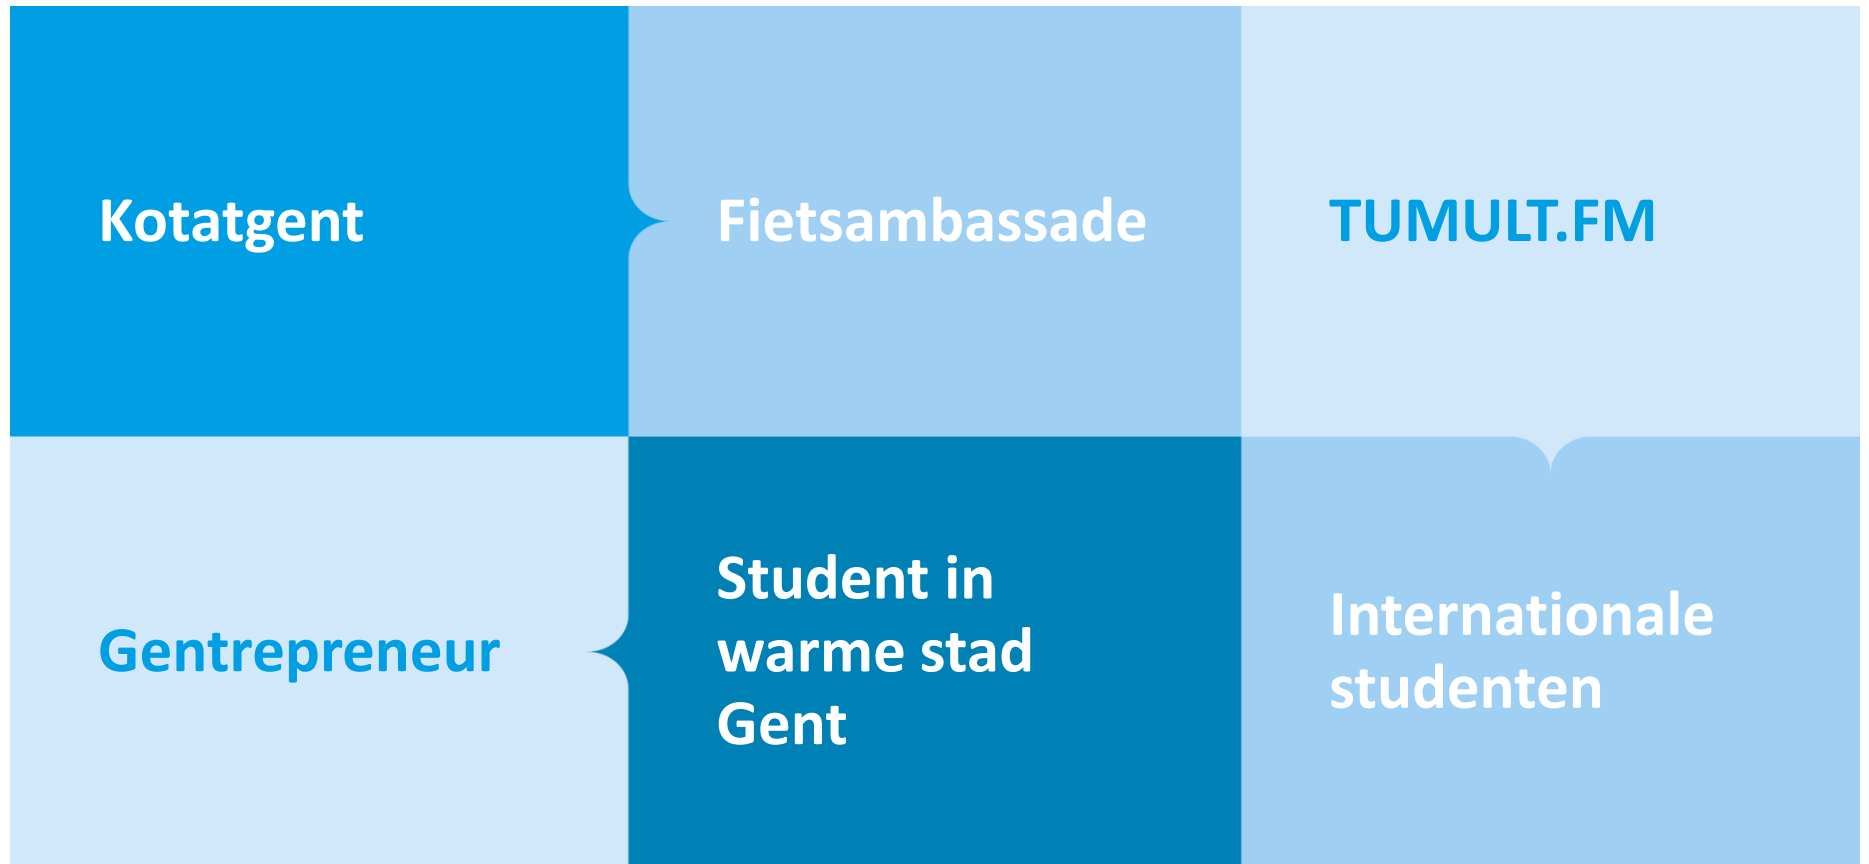 Kotatgent
Fietsambassade
TUMULT.FM
Gentrepreneur
Student in
warme stad
Gent
Internationale
studenten